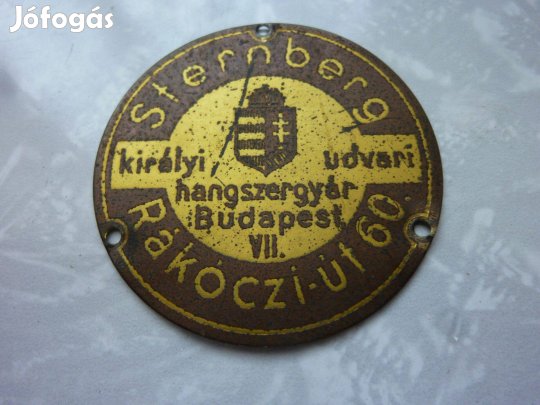 Jófogás
Sternberg
királyi udvari
hangszergyár
Budapest
VII.
Rákóczi-út 60.